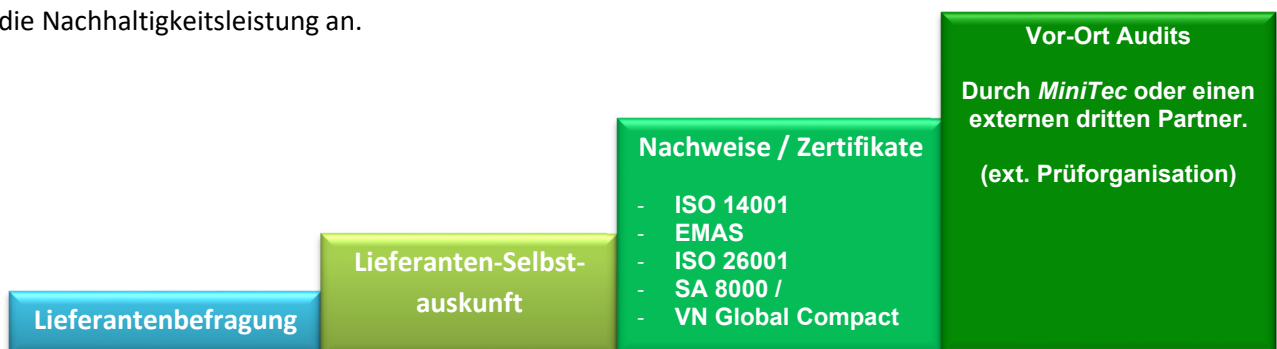 die Nachhaltigkeitsleistung an.
Vor-Ort Audits
Durch MiniTec oder einen
externen dritten Partner.
(ext. Prüforganisation)
Nachweise / Zertifikate
- ISO 14001
- EMAS
- ISO 26001
- SA 8000 /
- VN Global Compact
Lieferanten-Selbst-
auskunft
Lieferantenbefragung